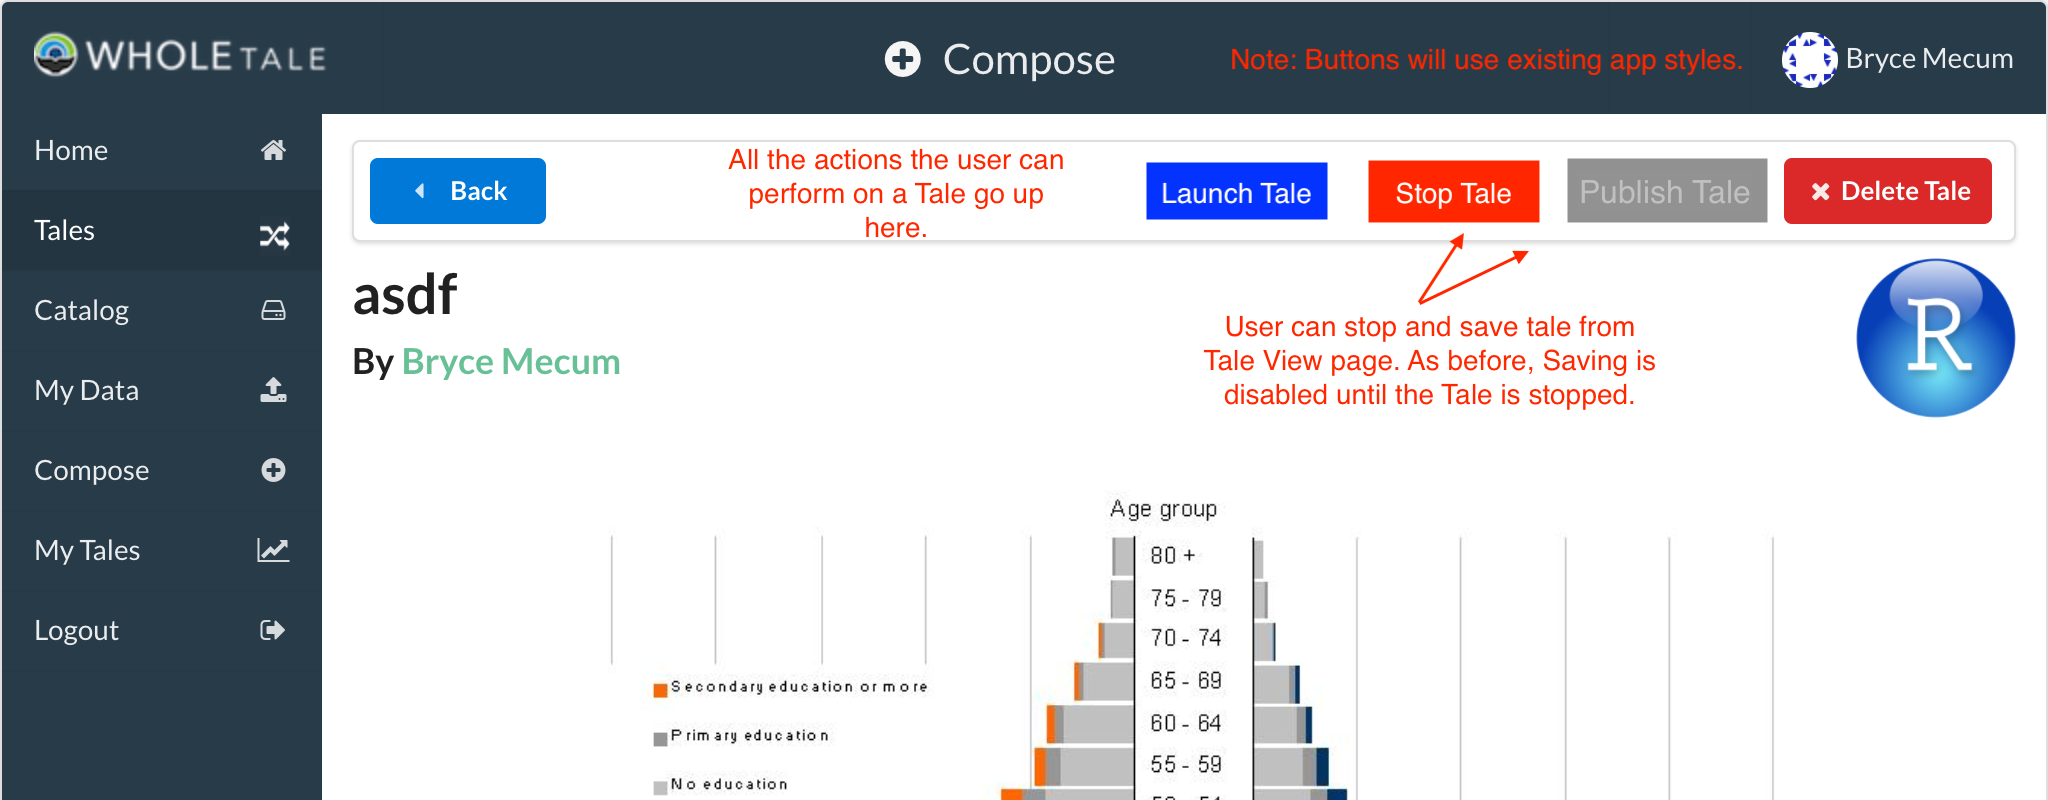 WHOLE TALE
Compose
Note: Buttons will use existing app styles.
Bryce Mecum
Home
Tales
Catalog
My Data
Compose
My Tales
Logout
Back
All the actions the user can
perform on a Tale go up
here.
Launch Tale
Stop Tale
Publish Tale
Delete Tale
asdf
By Bryce Mecum
User can stop and save tale from
Tale View page. As before, Saving is
disabled until the Tale is stopped.
R
Age group
80 +
75 - 79
70 - 74
65 - 69
60 - 64
55 - 59
Secondary education or more
Primary education
No education